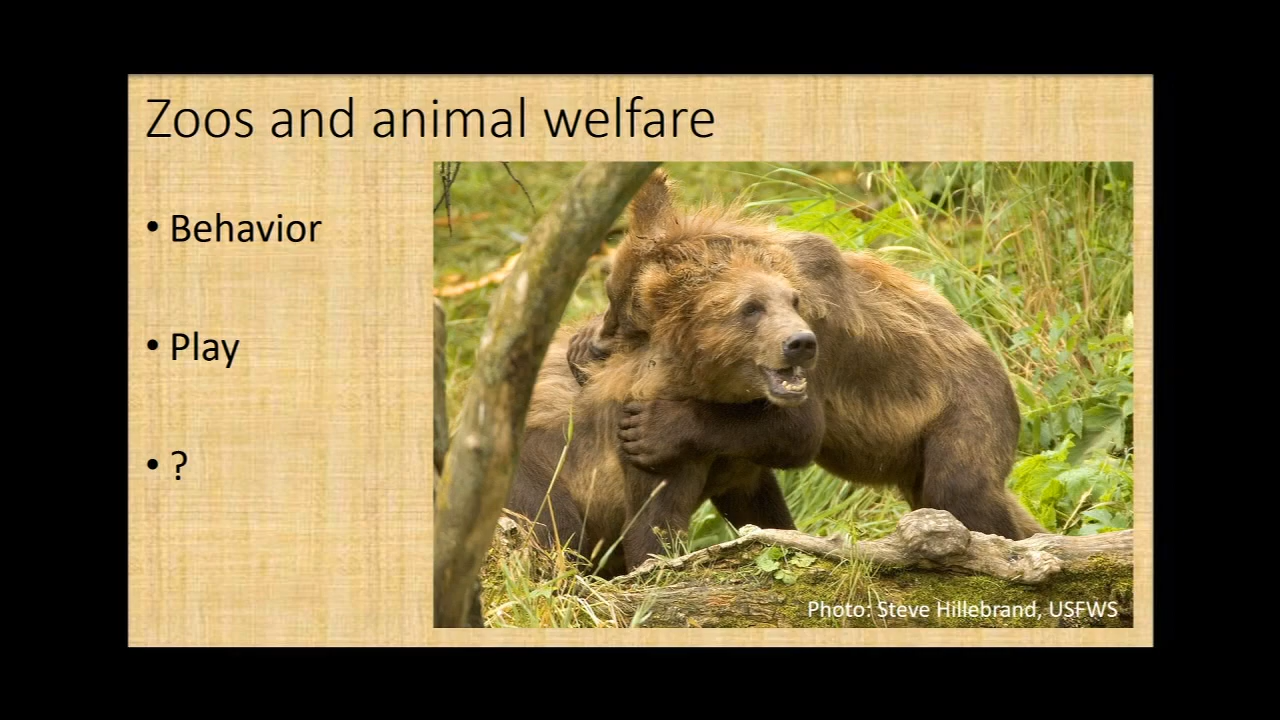 Zoos and animal welfare
• Behavior
• Play
• ?
Photo: Steve Hillebrand, USFWS